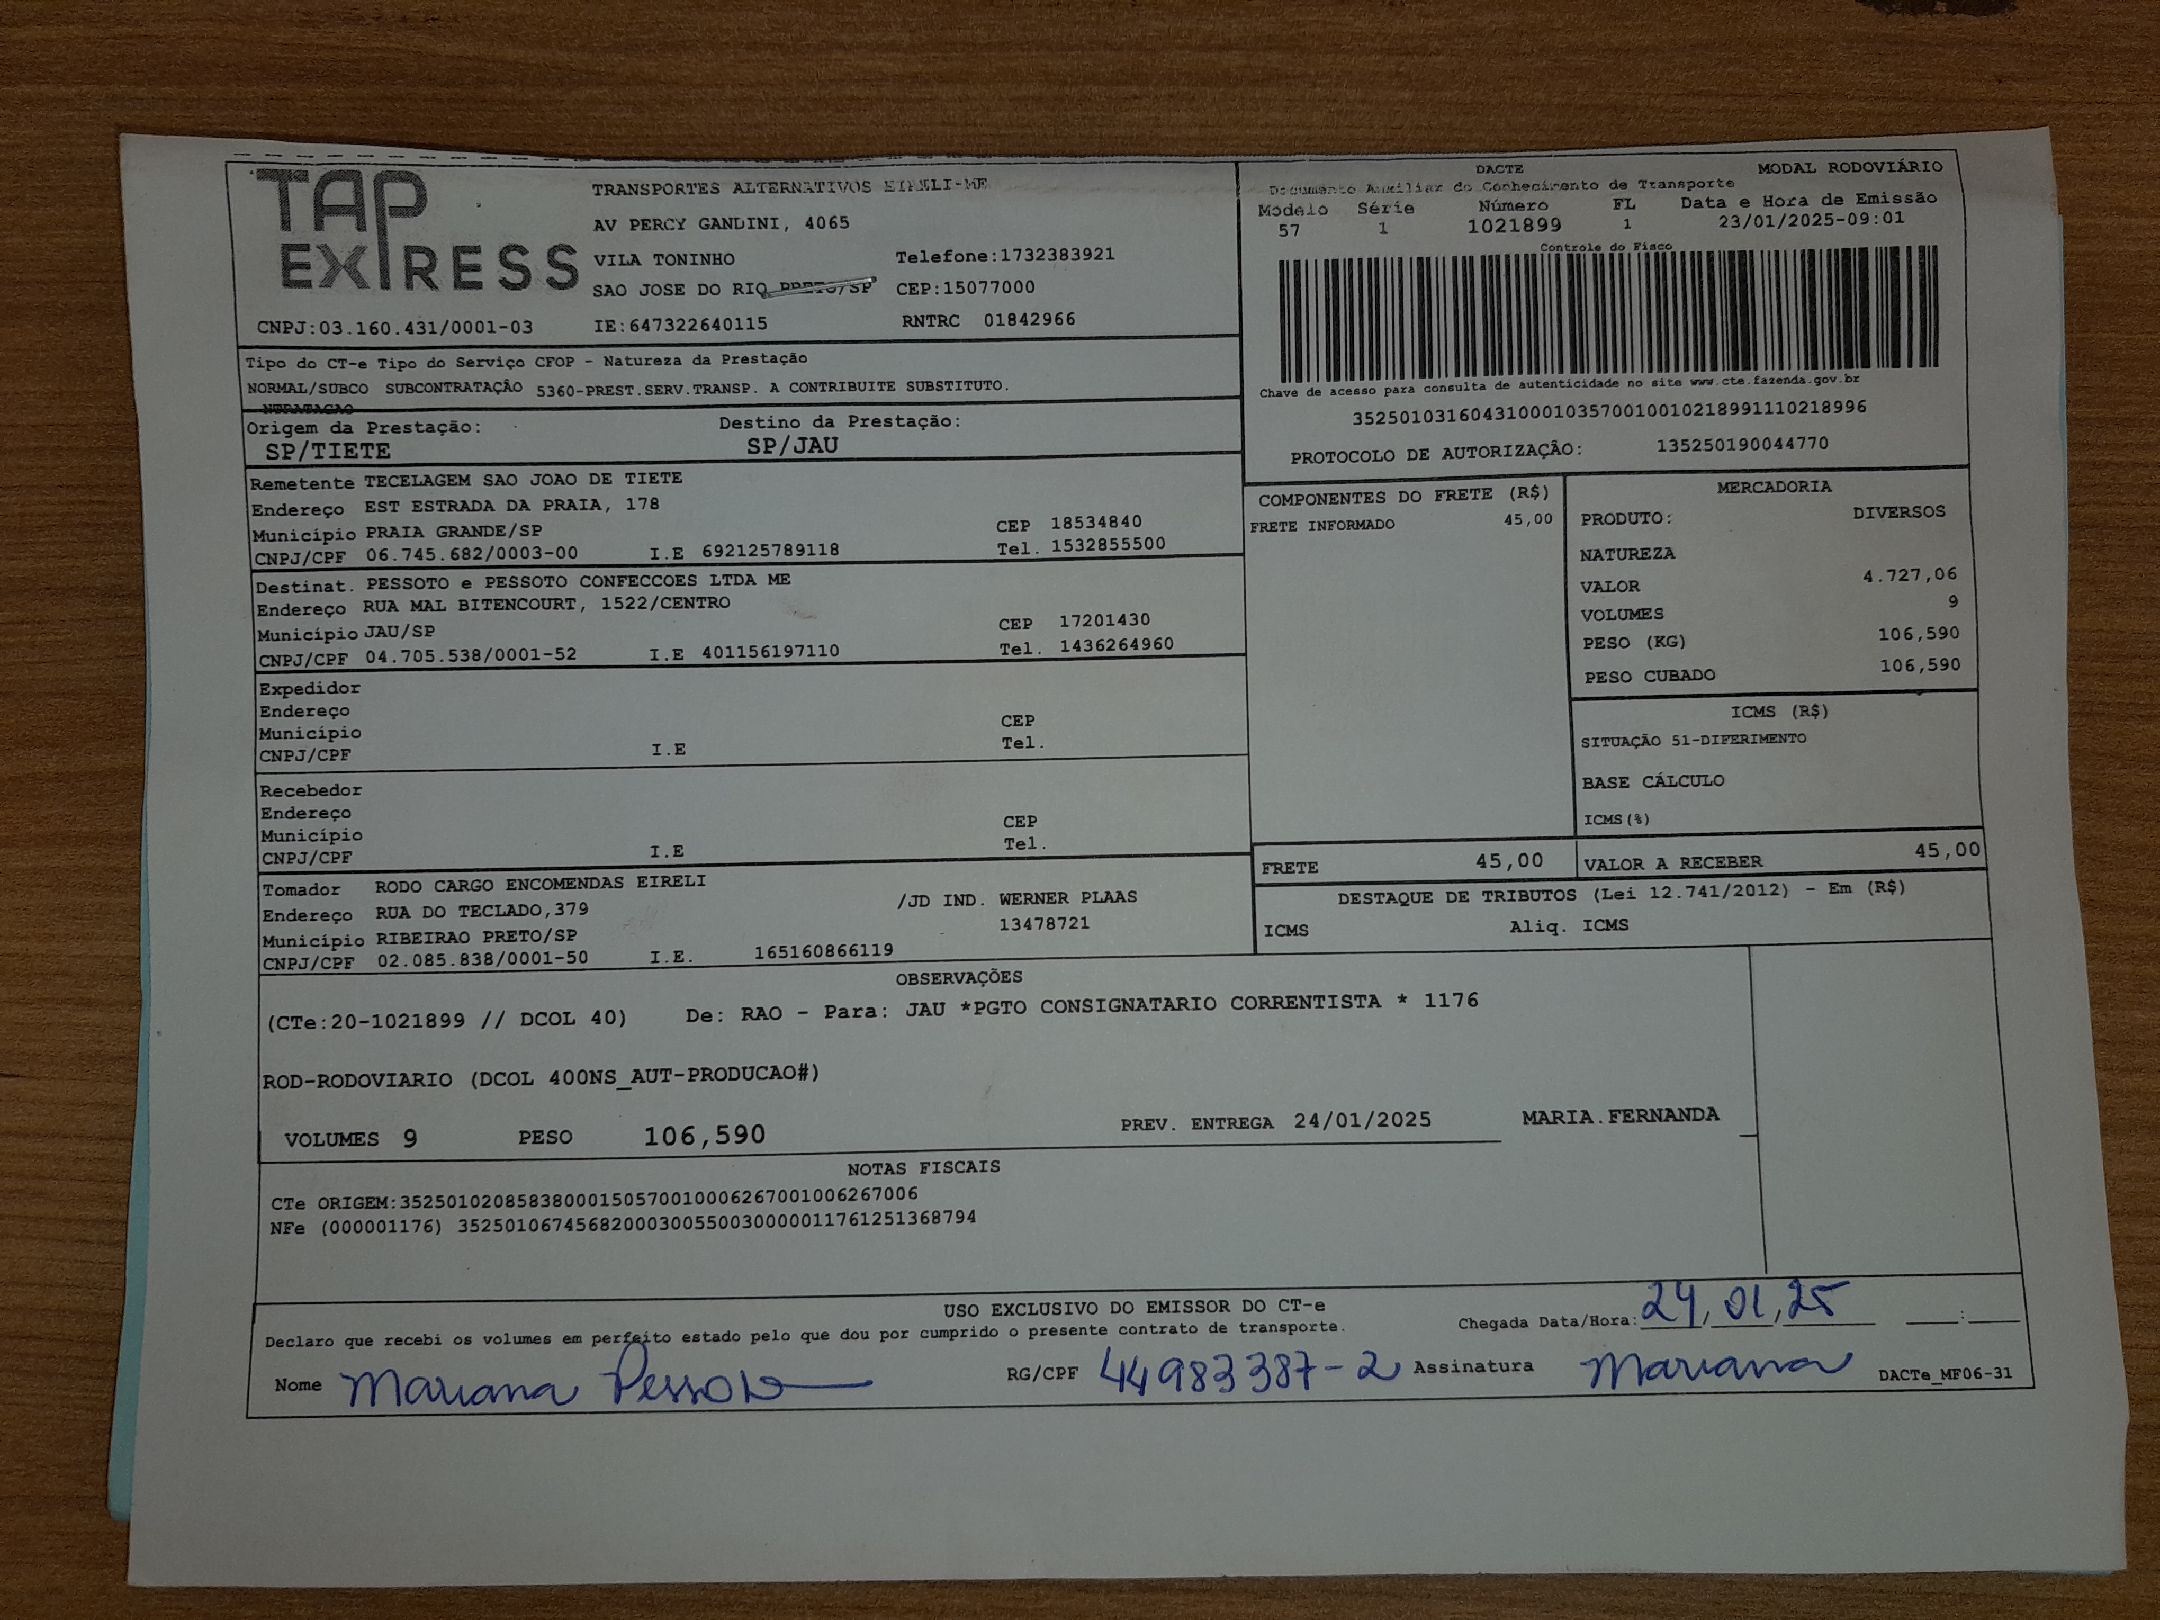 TAP EXPRESS
TRANSPORTES ALTERNATIVOS EIRELI-ME
AV PERCY GANDINI, 4065
VILA TONINHO Telefone:1732383921
SAO JOSE DO RIO PRETO/SP CEP:15077000
CNPJ:03.160.431/0001-03 IE:647322640115 RNTRC 01842966
DACTE MODAL RODOVIÁRIO
Documento Auxiliar do Conhecimento de Transporte
Modelo Série Número FL Data e Hora de Emissão
57 1 1021899 1 23/01/2025-09:01
Controle do Fisco
Chave de acesso para consulta de autenticidade no site www.cte.fazenda.gov.br
35250103160431000103570010010218991110218996
PROTOCOLO DE AUTORIZAÇÃO: 135250190044770
Tipo do CT-e Tipo do Serviço CFOP - Natureza da Prestação
NORMAL/SUBCO SUBCONTRATAÇÃO 5360-PREST.SERV.TRANSP. A CONTRIBUITE SUBSTITUTO.
NTRATACAO
Origem da Prestação: Destino da Prestação:
SP/TIETE SP/JAU
Remetente TECELAGEM SAO JOAO DE TIETE
Endereço EST ESTRADA DA PRAIA, 178
Município PRAIA GRANDE/SP CEP 18534840
CNPJ/CPF 06.745.682/0003-00 I.E 692125789118 Tel. 1532855500
Destinat. PESSOTO e PESSOTO CONFECCOES LTDA ME
Endereço RUA MAL BITENCOURT, 1522/CENTRO
Município JAU/SP CEP 17201430
CNPJ/CPF 04.705.538/0001-52 I.E 401156197110 Tel. 1436264960
Expedidor
Endereço
Município CEP
CNPJ/CPF I.E Tel.
Recebedor
Endereço
Município CEP
CNPJ/CPF I.E Tel.
Tomador RODO CARGO ENCOMENDAS EIRELI
Endereço RUA DO TECLADO,379 /JD IND. WERNER PLAAS
Município RIBEIRAO PRETO/SP 13478721
CNPJ/CPF 02.085.838/0001-50 I.E. 165160866119
COMPONENTES DO FRETE (R$)
FRETE INFORMADO 45,00
MERCADORIA
PRODUTO: DIVERSOS
NATUREZA
VALOR 4.727,06
VOLUMES 9
PESO (KG) 106,590
PESO CUBADO 106,590
ICMS (R$)
SITUAÇÃO 51-DIFERIMENTO
BASE CÁLCULO
ICMS(%)
FRETE 45,00 VALOR A RECEBER 45,00
DESTAQUE DE TRIBUTOS (Lei 12.741/2012) - Em (R$)
ICMS Aliq. ICMS
OBSERVAÇÕES
(CTe:20-1021899 // DCOL 40) De: RAO - Para: JAU *PGTO CONSIGNATARIO CORRENTISTA * 1176
ROD-RODOVIARIO (DCOL 400NS_AUT-PRODUCAO#)
VOLUMES 9 PESO 106,590 PREV. ENTREGA 24/01/2025 MARIA.FERNANDA
NOTAS FISCAIS
CTe ORIGEM:35250102085838000150570010006267001006267006
NFe (000001176) 35250106745682000300550030000011761251368794
USO EXCLUSIVO DO EMISSOR DO CT-e
Declaro que recebi os volumes em perfeito estado pelo que dou por cumprido o presente contrato de transporte. Chegada Data/Hora: 24,01,25 :
Nome Mariana Pessoto RG/CPF 44983387-2 Assinatura Mariana DACTe_MF06-31